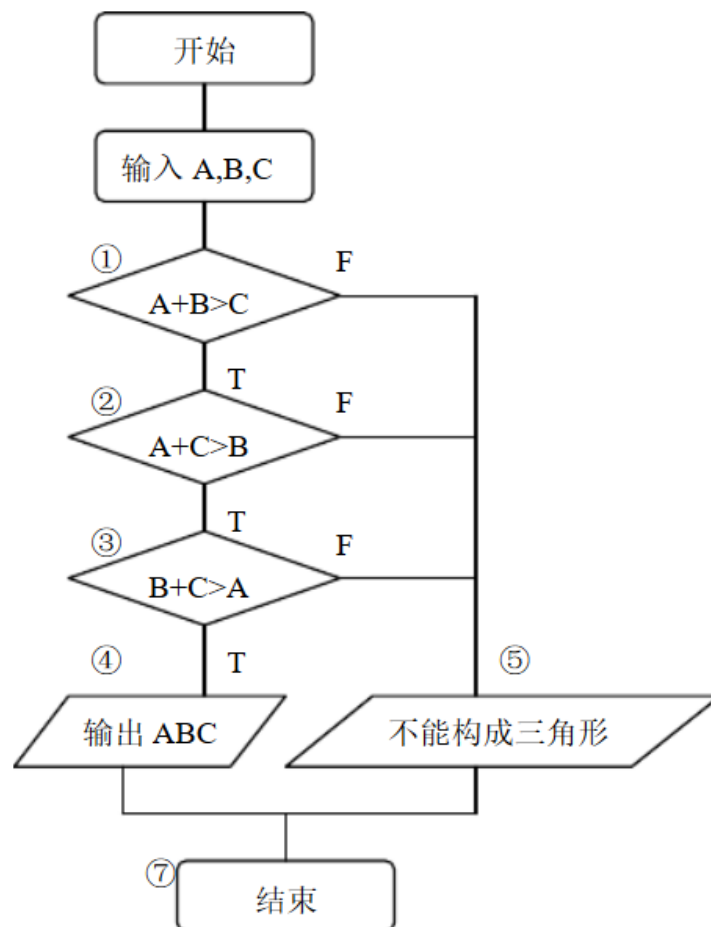 开始
输入 A,B,C
① F
A+B>C
T
② F
A+C>B
T
③ F
B+C>A
④ T ⑤
输出 ABC 不能构成三角形
⑦
结束